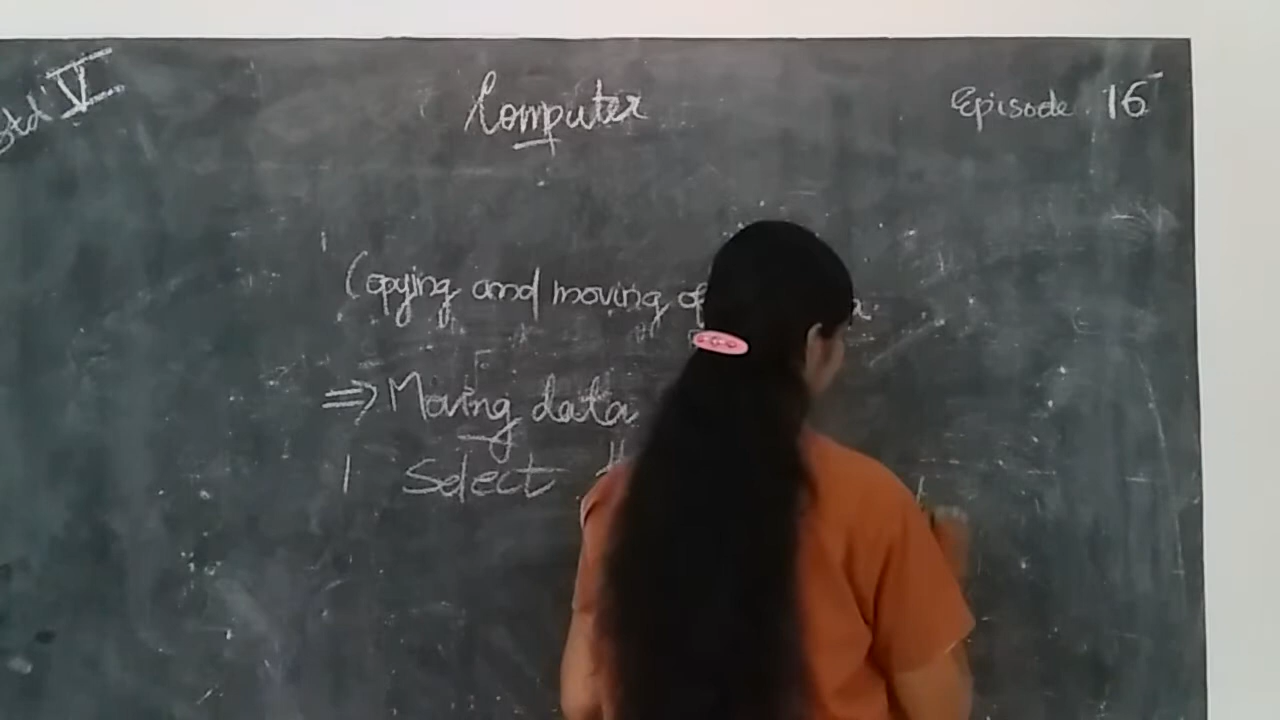 Std V
Computer
Episode 16
Copying and moving of
⇒ Moving data
1 Select